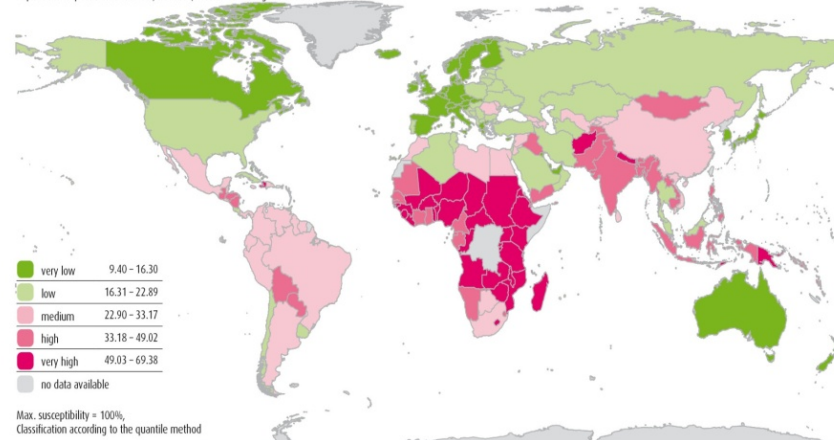 very low 9.40 – 16.30
low 16.31 – 22.89
medium 22.90 – 33.17
high 33.18 – 49.02
very high 49.03 – 69.38
no data available
Max. susceptibility = 100%,
Classification according to the quantile method